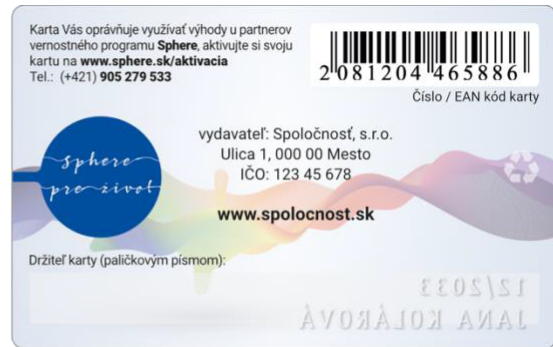 Karta Vás oprávňuje využívať výhody u partnerov
vernostného programu Sphere, aktivujte si svoju
kartu na www.sphere.sk/aktivacia
Tel.: (+421) 905 279 533
2 081204 465886
Číslo / EAN kód karty
sphere
pre život
vydavateľ: Spoločnosť, s.r.o.
Ulica 1, 000 00 Mesto
IČO: 123 45 678
www.spolocnost.sk
Držiteľ karty (paličkovým písmom):
12/2033
JANA KOLÁROVÁ